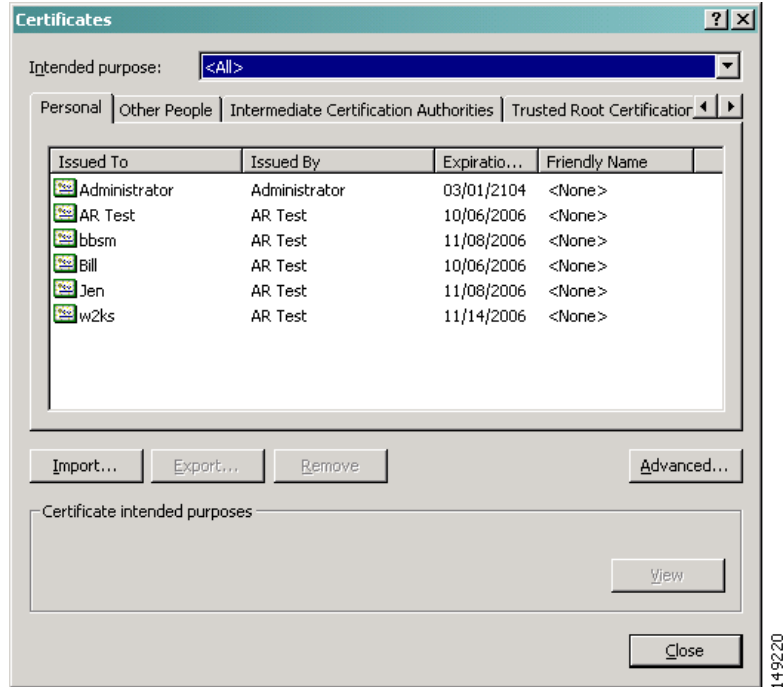 Certificates
Intended purpose: <All>
Personal Other People Intermediate Certification Authorities Trusted Root Certification
Issued To Issued By Expiratio... Friendly Name
Administrator Administrator 03/01/2104 <None>
AR Test AR Test 10/06/2006 <None>
bbsm AR Test 11/08/2006 <None>
Bill AR Test 10/06/2006 <None>
Jen AR Test 11/08/2006 <None>
w2ks AR Test 11/14/2006 <None>
Import... Export... Remove Advanced...
Certificate intended purposes
View
Close
149220